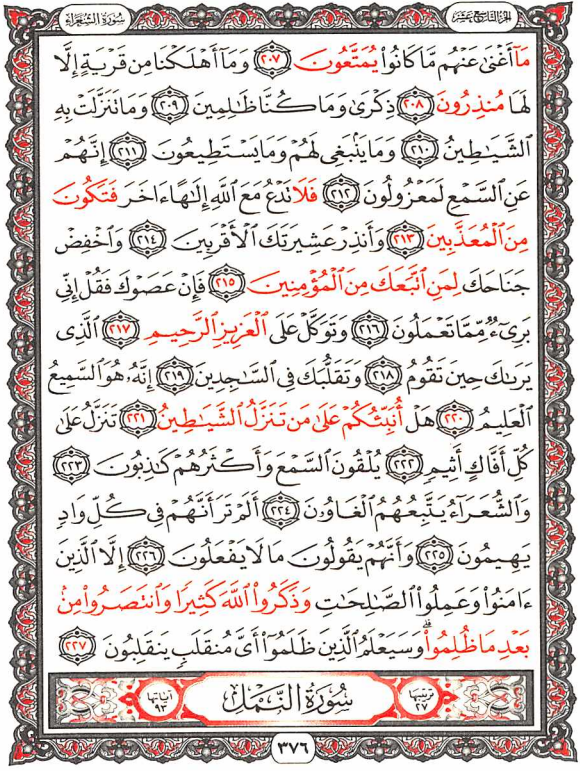 الجزء التاسع عشر
سورة الشعراء
مَآ أَغْنَىٰ عَنْهُم مَّا كَانُوا۟ يُمَتَّعُونَ ﴿٢٠٧﴾ وَمَآ أَهْلَكْنَا مِن قَرْيَةٍ إِلَّا
لَهَا مُنذِرُونَ ﴿٢٠٨﴾ ذِكْرَىٰ وَمَا كُنَّا ظَٰلِمِينَ ﴿٢٠٩﴾ وَمَا تَنَزَّلَتْ بِهِ
ٱلشَّيَٰطِينُ ﴿٢١٠﴾ وَمَا يَنۢبَغِى لَهُمْ وَمَا يَسْتَطِيعُونَ ﴿٢١١﴾ إِنَّهُمْ
عَنِ ٱلسَّمْعِ لَمَعْزُولُونَ ﴿٢١٢﴾ فَلَا تَدْعُ مَعَ ٱللَّهِ إِلَٰهًا ءَاخَرَ فَتَكُونَ
مِنَ ٱلْمُعَذَّبِينَ ﴿٢١٣﴾ وَأَنذِرْ عَشِيرَتَكَ ٱلْأَقْرَبِينَ ﴿٢١٤﴾ وَٱخْفِضْ
جَنَاحَكَ لِمَنِ ٱتَّبَعَكَ مِنَ ٱلْمُؤْمِنِينَ ﴿٢١٥﴾ فَإِنْ عَصَوْكَ فَقُلْ إِنِّى
بَرِىٓءٌ مِّمَّا تَعْمَلُونَ ﴿٢١٦﴾ وَتَوَكَّلْ عَلَى ٱلْعَزِيزِ ٱلرَّحِيمِ ﴿٢١٧﴾ ٱلَّذِى
يَرَىٰكَ حِينَ تَقُومُ ﴿٢١٨﴾ وَتَقَلُّبَكَ فِى ٱلسَّٰجِدِينَ ﴿٢١٩﴾ إِنَّهُۥ هُوَ ٱلسَّمِيعُ
ٱلْعَلِيمُ ﴿٢٢٠﴾ هَلْ أُنَبِّئُكُمْ عَلَىٰ مَن تَنَزَّلُ ٱلشَّيَٰطِينُ ﴿٢٢١﴾ تَنَزَّلُ عَلَىٰ
كُلِّ أَفَّاكٍ أَثِيمٍ ﴿٢٢٢﴾ يُلْقُونَ ٱلسَّمْعَ وَأَكْثَرُهُمْ كَٰذِبُونَ ﴿٢٢٣﴾
وَٱلشُّعَرَآءُ يَتَّبِعُهُمُ ٱلْغَاوُۥنَ ﴿٢٢٤﴾ أَلَمْ تَرَ أَنَّهُمْ فِى كُلِّ وَادٍ
يَهِيمُونَ ﴿٢٢٥﴾ وَأَنَّهُمْ يَقُولُونَ مَا لَا يَفْعَلُونَ ﴿٢٢٦﴾ إِلَّا ٱلَّذِينَ
ءَامَنُوا۟ وَعَمِلُوا۟ ٱلصَّٰلِحَٰتِ وَذَكَرُوا۟ ٱللَّهَ كَثِيرًا وَٱنتَصَرُوا۟ مِنۢ
بَعْدِ مَا ظُلِمُوا۟ ۗ وَسَيَعْلَمُ ٱلَّذِينَ ظَلَمُوٓا۟ أَىَّ مُنقَلَبٍ يَنقَلِبُونَ ﴿٢٢٧﴾
ترتيبها ٢٧ سُورَةُ النَّمْلِ آياتها ٩٣
٣٧٦